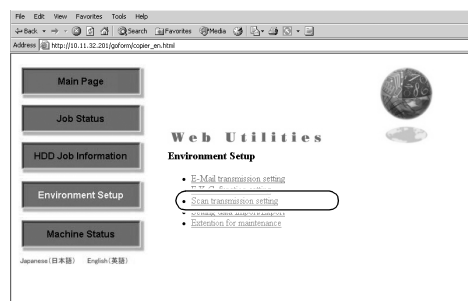 File Edit View Favorites Tools Help
Back Search Favorites Media
Address http://10.11.32.201/goform/copier_en.html
Main Page
Job Status
Web Utilities
HDD Job Information
Environment Setup
E-Mail transmission setting
Environment Setup
Scan transmission setting
Extention for maintenance
Machine Status
Japanese(日本語) English(英語)